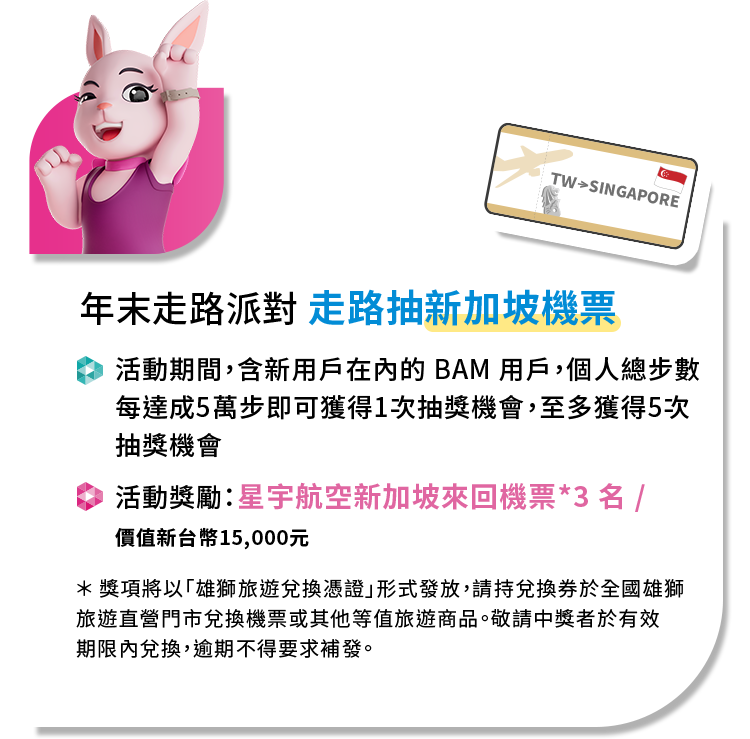 TW➔SINGAPORE
年末走路派對 走路抽新加坡機票
活動期間，含新用戶在內的 BAM 用戶，個人總步數
每達成5萬步即可獲得1次抽獎機會，至多獲得5次
抽獎機會
活動獎勵：星宇航空新加坡來回機票*3 名 /
價值新台幣15,000元
＊ 獎項將以「雄獅旅遊兌換憑證」形式發放，請持兌換券於全國雄獅
旅遊直營門市兌換機票或其他等值旅遊商品。敬請中獎者於有效
期限內兌換，逾期不得要求補發。